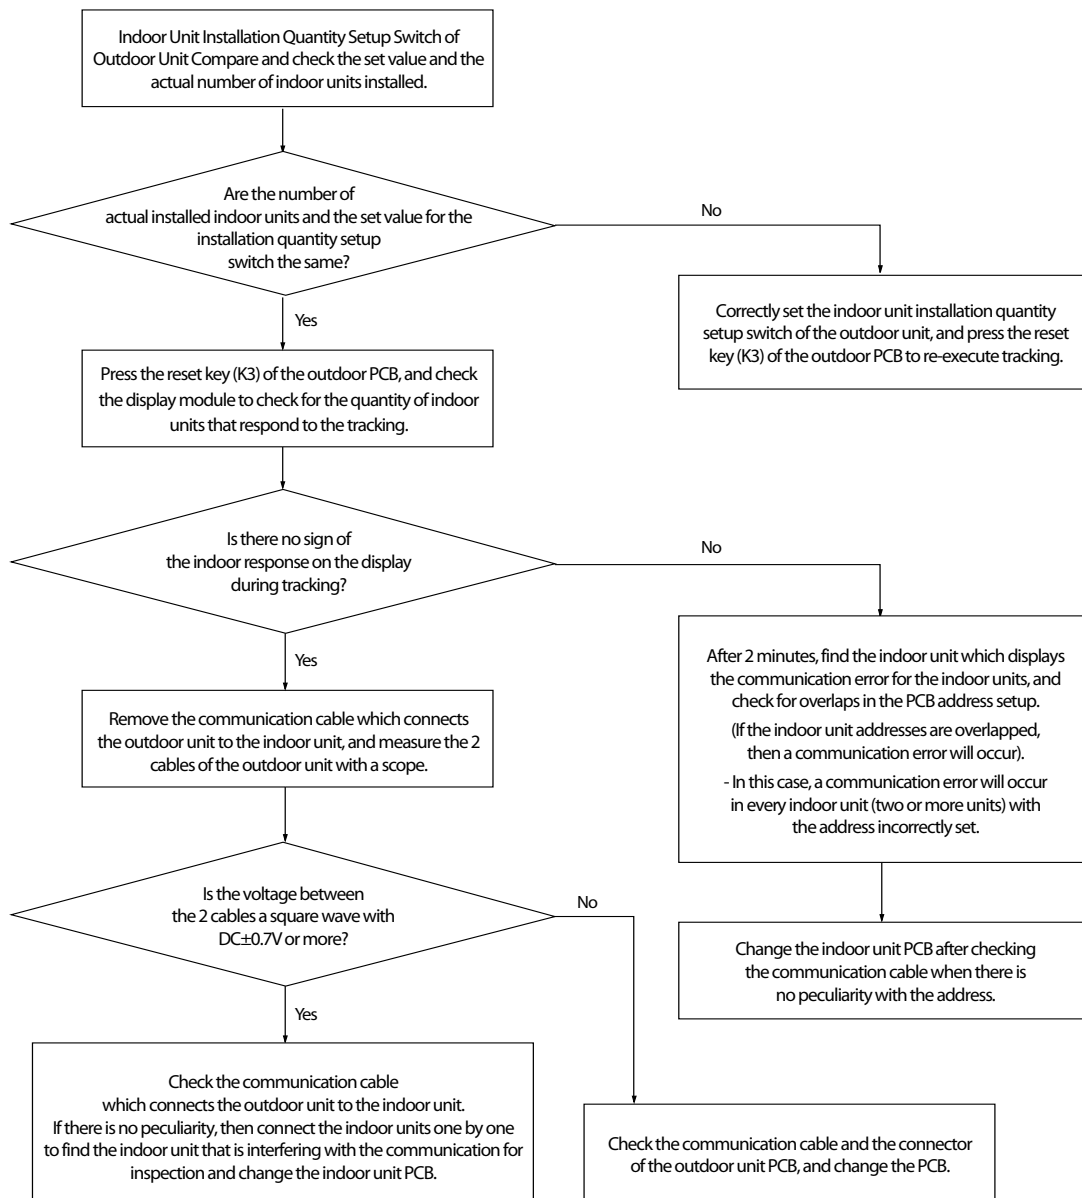 Indoor Unit Installation Quantity Setup Switch of
Outdoor Unit Compare and check the set value and the
actual number of indoor units installed.
Are the number of
actual installed indoor units and the set value for the
installation quantity setup
switch the same?
No
Yes
Correctly set the indoor unit installation quantity
setup switch of the outdoor unit, and press the reset
key (K3) of the outdoor PCB to re-execute tracking.
Press the reset key (K3) of the outdoor PCB, and check
the display module to check for the quantity of indoor
units that respond to the tracking.
Is there no sign of
the indoor response on the display
during tracking?
No
Yes
After 2 minutes, find the indoor unit which displays
the communication error for the indoor units, and
check for overlaps in the PCB address setup.
(If the indoor unit addresses are overlapped,
then a communication error will occur).
- In this case, a communication error will occur
in every indoor unit (two or more units) with
the address incorrectly set.
Remove the communication cable which connects
the outdoor unit to the indoor unit, and measure the 2
cables of the outdoor unit with a scope.
Is the voltage between
the 2 cables a square wave with
DC±0.7V or more?
No
Yes
Change the indoor unit PCB after checking
the communication cable when there is
no peculiarity with the address.
Check the communication cable
which connects the outdoor unit to the indoor unit.
If there is no peculiarity, then connect the indoor units one by one
to find the indoor unit that is interfering with the communication for
inspection and change the indoor unit PCB.
Check the communication cable and the connector
of the outdoor unit PCB, and change the PCB.